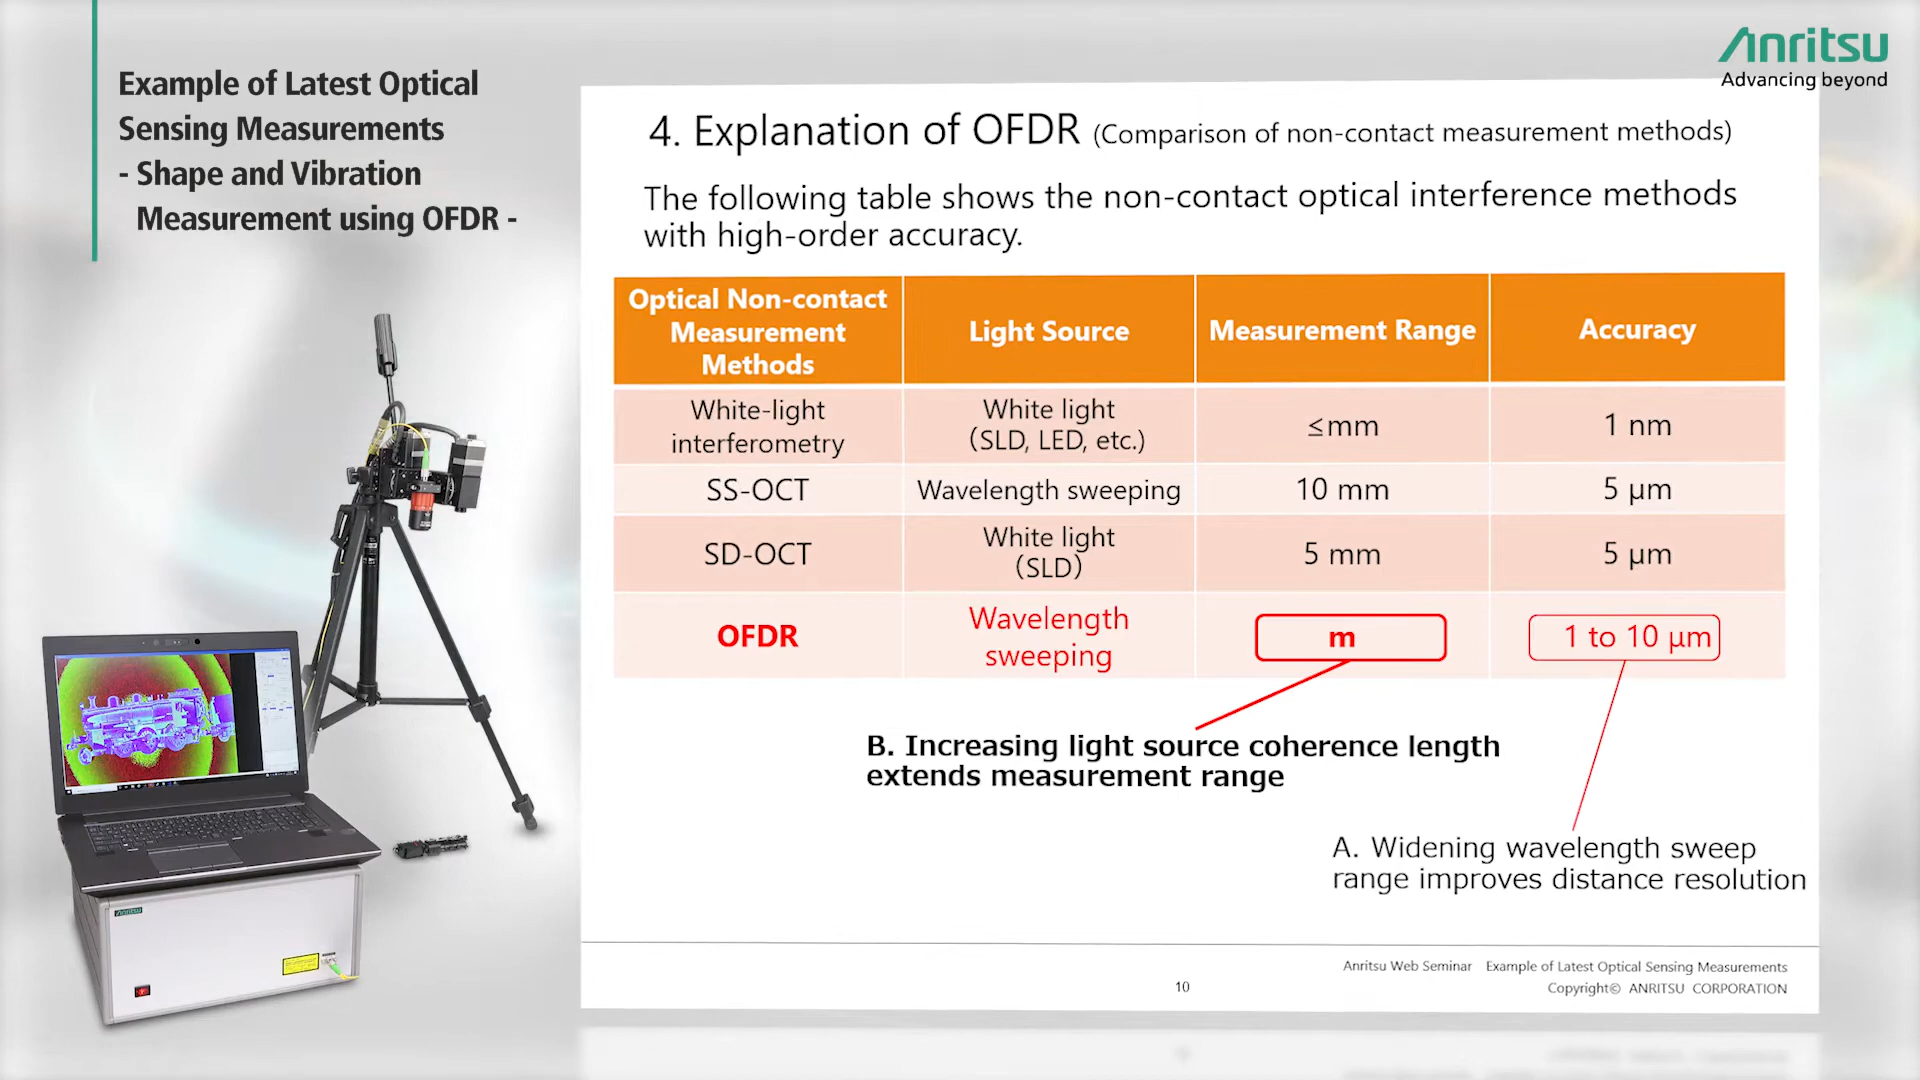 Example of Latest Optical
Sensing Measurements
- Shape and Vibration
Measurement using OFDR -
Anritsu
Advancing beyond
4. Explanation of OFDR (Comparison of non-contact measurement methods)
The following table shows the non-contact optical interference methods
with high-order accuracy.
Optical Non-contact
Measurement
Methods
Light Source
Measurement Range
Accuracy
White-light
interferometry
White light
(SLD, LED, etc.)
≤mm
1 nm
SS-OCT
Wavelength sweeping
10 mm
5 μm
SD-OCT
White light
(SLD)
5 mm
5 μm
OFDR
Wavelength
sweeping
m
1 to 10 μm
B. Increasing light source coherence length
extends measurement range
A. Widening wavelength sweep
range improves distance resolution
Anritsu Web Seminar Example of Latest Optical Sensing Measurements
10
Copyright© ANRITSU CORPORATION
Anritsu